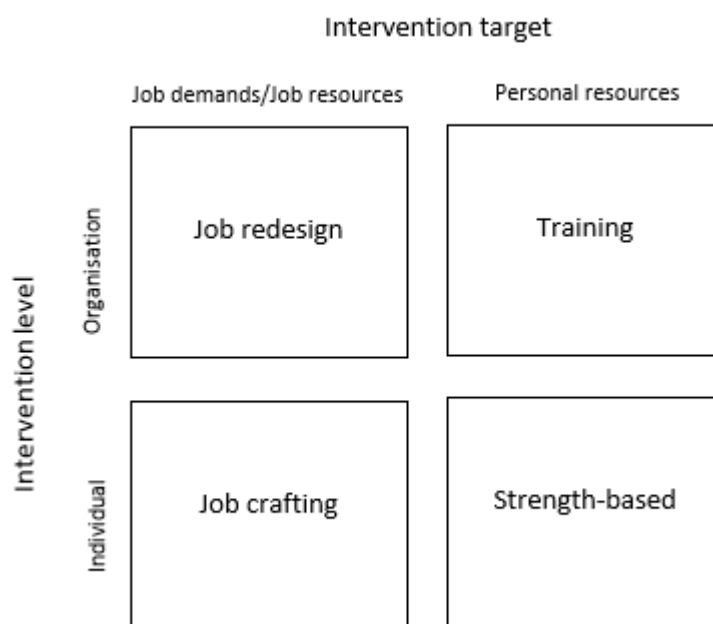 Intervention target
Job demands/Job resources
Personal resources
Intervention level
Organisation
Job redesign
Training
Individual
Job crafting
Strength-based